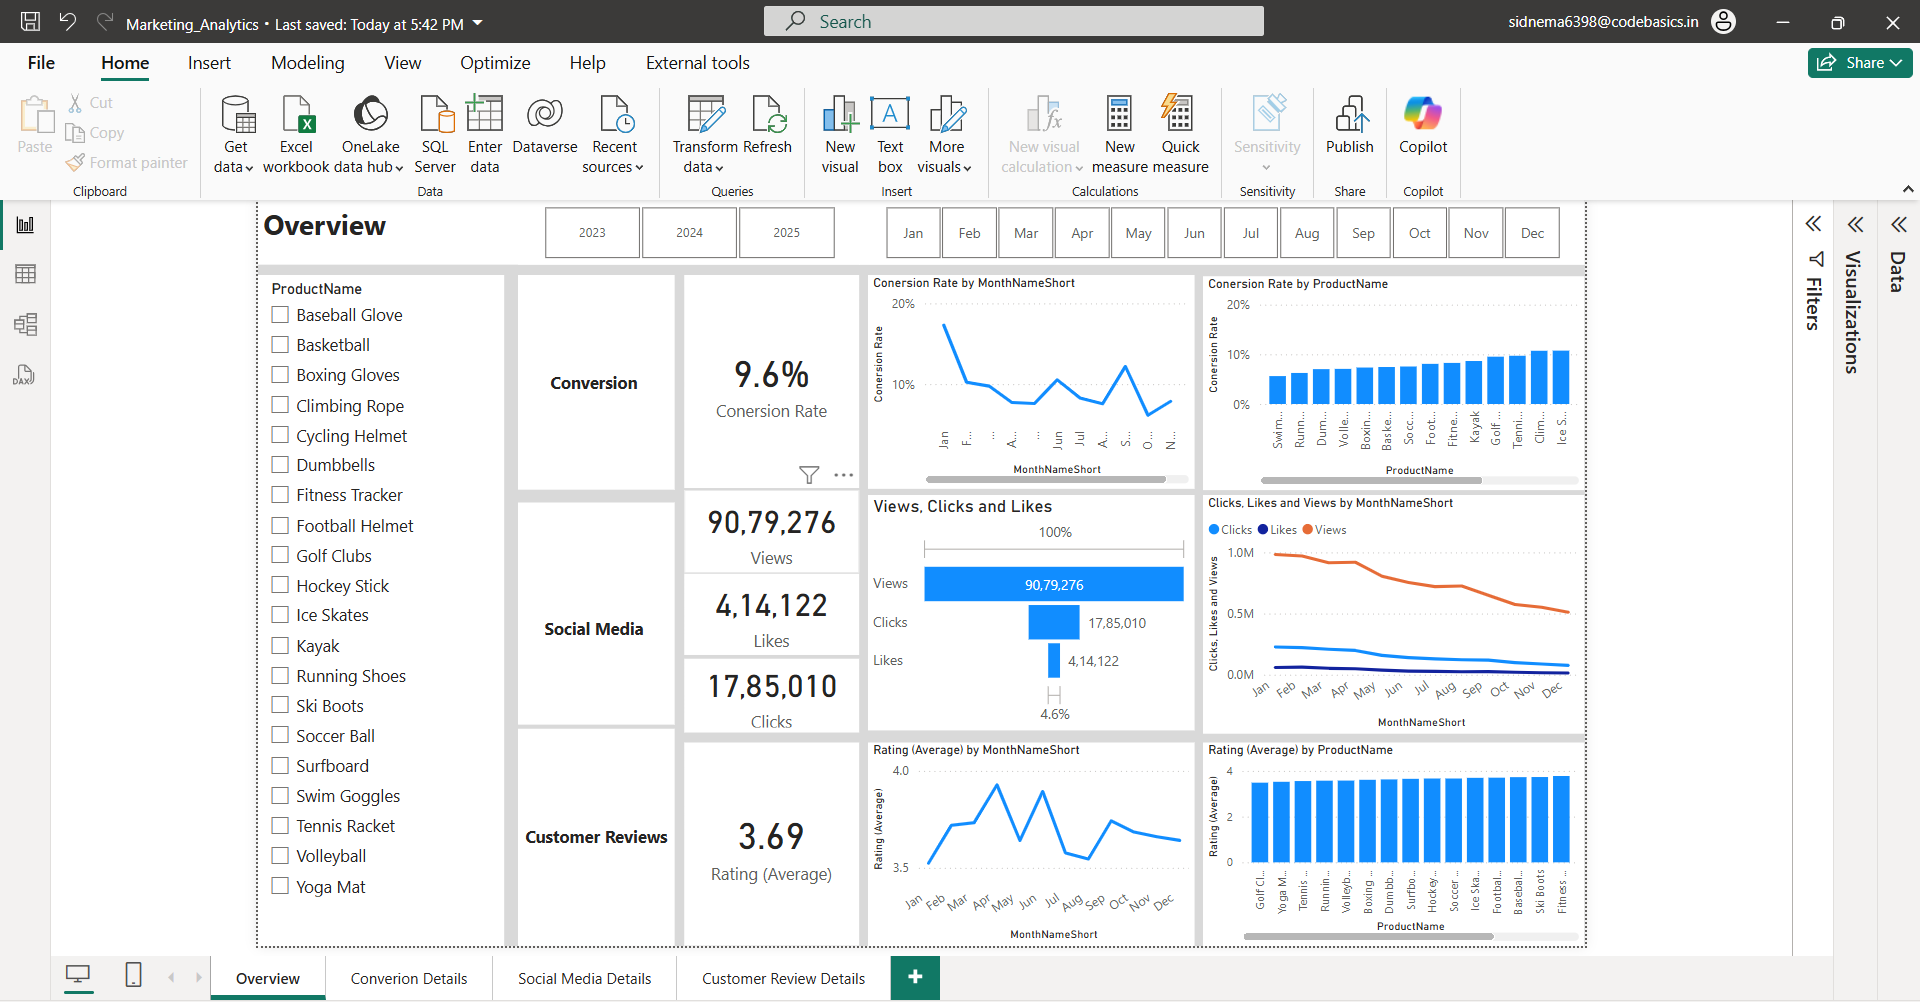 Marketing_Analytics • Last saved: Today at 5:42 PM
Search
sidnema6398@codebasics.in
File Home Insert Modeling View Optimize Help External tools
Share
Paste
Cut
Copy
Format painter
Clipboard
Get data
Excel workbook
OneLake data hub
SQL Server
Enter data
Dataverse
Recent sources
Data
Transform data
Refresh
Queries
New visual
Text box
More visuals
Insert
New visual calculation
New measure
Quick measure
Calculations
Sensitivity
Sensitivity
Publish
Share
Copilot
Copilot
DAX
Overview
2023 2024 2025
Jan Feb Mar Apr May Jun Jul Aug Sep Oct Nov Dec
ProductName
Baseball Glove
Basketball
Boxing Gloves
Climbing Rope
Cycling Helmet
Dumbbells
Fitness Tracker
Football Helmet
Golf Clubs
Hockey Stick
Ice Skates
Kayak
Running Shoes
Ski Boots
Soccer Ball
Surfboard
Swim Goggles
Tennis Racket
Volleyball
Yoga Mat
Conversion
9.6%
Conersion Rate
Conersion Rate by MonthNameShort
Conersion Rate
20%
10%
Jan F... ... A... ... Jun Jul A... S... O... N...
MonthNameShort
Conersion Rate by ProductName
Conersion Rate
20%
10%
0%
Swim... Runn... Dum... Volle... Boxin... Baske... Socc... Foot... Fitne... Kayak Golf ... Tenni... Clim... Ice S...
ProductName
Social Media
90,79,276
Views
4,14,122
Likes
17,85,010
Clicks
Views, Clicks and Likes
100%
Views 90,79,276
Clicks 17,85,010
Likes 4,14,122
4.6%
Clicks, Likes and Views by MonthNameShort
Clicks Likes Views
Clicks, Likes and Views
1.0M
0.5M
0.0M
Jan Feb Mar Apr May Jun Jul Aug Sep Oct Nov Dec
MonthNameShort
Customer Reviews
3.69
Rating (Average)
Rating (Average) by MonthNameShort
Rating (Average)
4.0
3.5
Jan Feb Mar Apr May Jun Jul Aug Sep Oct Nov Dec
MonthNameShort
Rating (Average) by ProductName
Rating (Average)
4
2
0
Golf Cl... Yoga M... Tennis ... Runnin... Volleyb... Boxing ... Dumbb... Surfbo... Hockey... Soccer ... Ice Ska... Footbal... Basebal... Ski Boots Fitness ...
ProductName
Filters
Visualizations
Data
Overview
Converion Details
Social Media Details
Customer Review Details